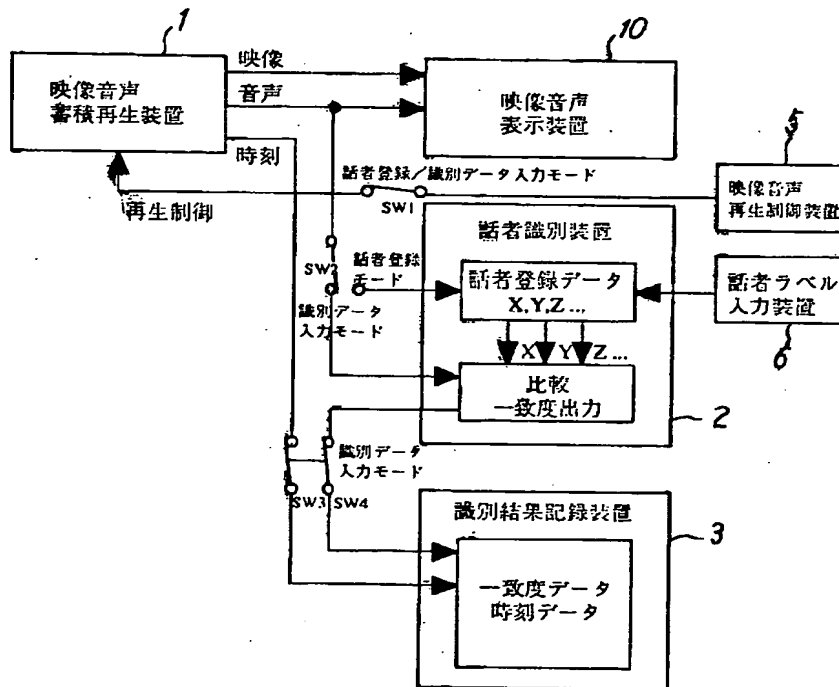 1
映像音声
蓄積再生装置
映像
音声
時刻
再生制御
10
映像音声
表示装置
話者登録/識別データ入力モード
SW1
5
映像音声
再生制御装置
話者ラベル
入力装置
6
SW2
話者登録
モード
識別データ
入力モード
話者識別装置
話者登録データ
X,Y,Z...
X Y Z...
比較
一致度出力
2
識別データ
入力モード
SW3 SW4
識別結果記録装置
一致度データ
時刻データ
3